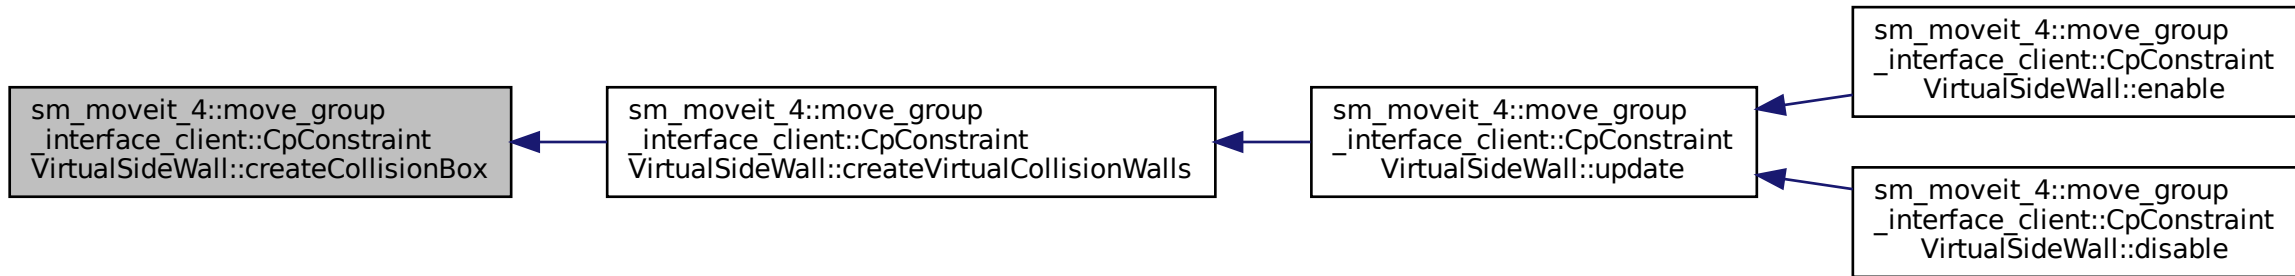 sm_moveit_4::move_group
_interface_client::CpConstraint
VirtualSideWall::createCollisionBox
sm_moveit_4::move_group
_interface_client::CpConstraint
VirtualSideWall::createVirtualCollisionWalls
sm_moveit_4::move_group
_interface_client::CpConstraint
VirtualSideWall::update
sm_moveit_4::move_group
_interface_client::CpConstraint
VirtualSideWall::enable
sm_moveit_4::move_group
_interface_client::CpConstraint
VirtualSideWall::disable